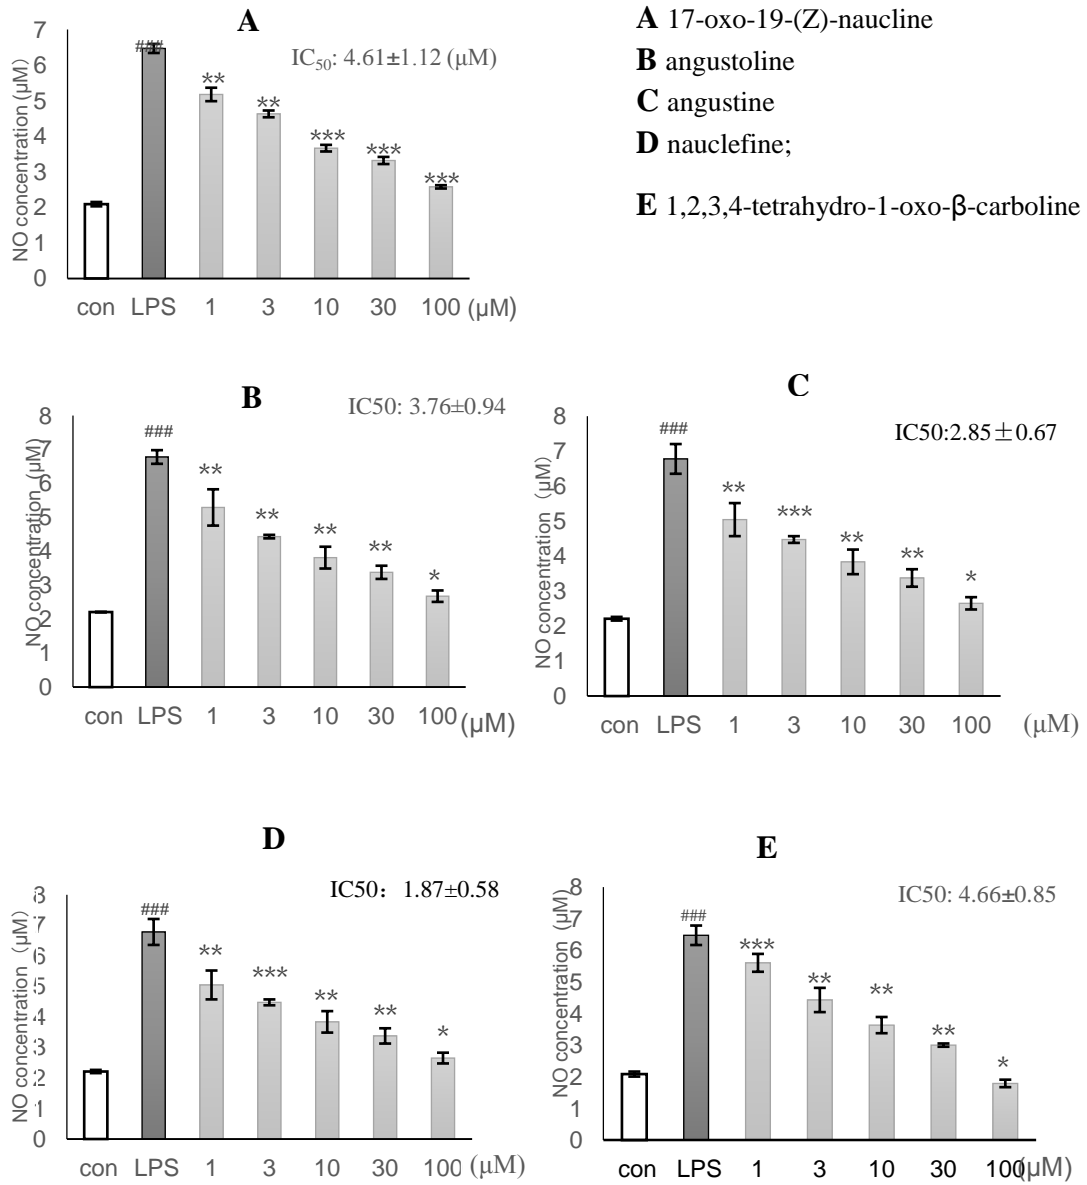 A
A 17-oxo-19-(Z)-naucline
B angustoline
C angustine
D nauclefine;
E 1,2,3,4-tetrahydro-1-oxo-β-carboline
IC50: 4.61±1.12 (μM)
NO concentration (μM)
7
6
5
4
3
2
1
0
###
**
**
***
***
***
con LPS 1 3 10 30 100 (μM)
B
IC50: 3.76±0.94
NO concentration (μM)
8
7
6
5
4
3
2
1
0
###
**
**
**
**
*
con LPS 1 3 10 30 100 (μM)
C
IC50:2.85±0.67
NO concentration (μM)
8
7
6
5
4
3
2
1
0
###
**
***
**
**
*
con LPS 1 3 10 30 100 (μM)
D
IC50: 1.87±0.58
NO concentration (μM)
8
7
6
5
4
3
2
1
0
###
**
***
**
**
*
con LPS 1 3 10 30 100 (μM)
E
IC50: 4.66±0.85
NO concentration (μM)
8
7
6
5
4
3
2
1
0
###
***
**
**
**
*
con LPS 1 3 10 30 100 (μM)